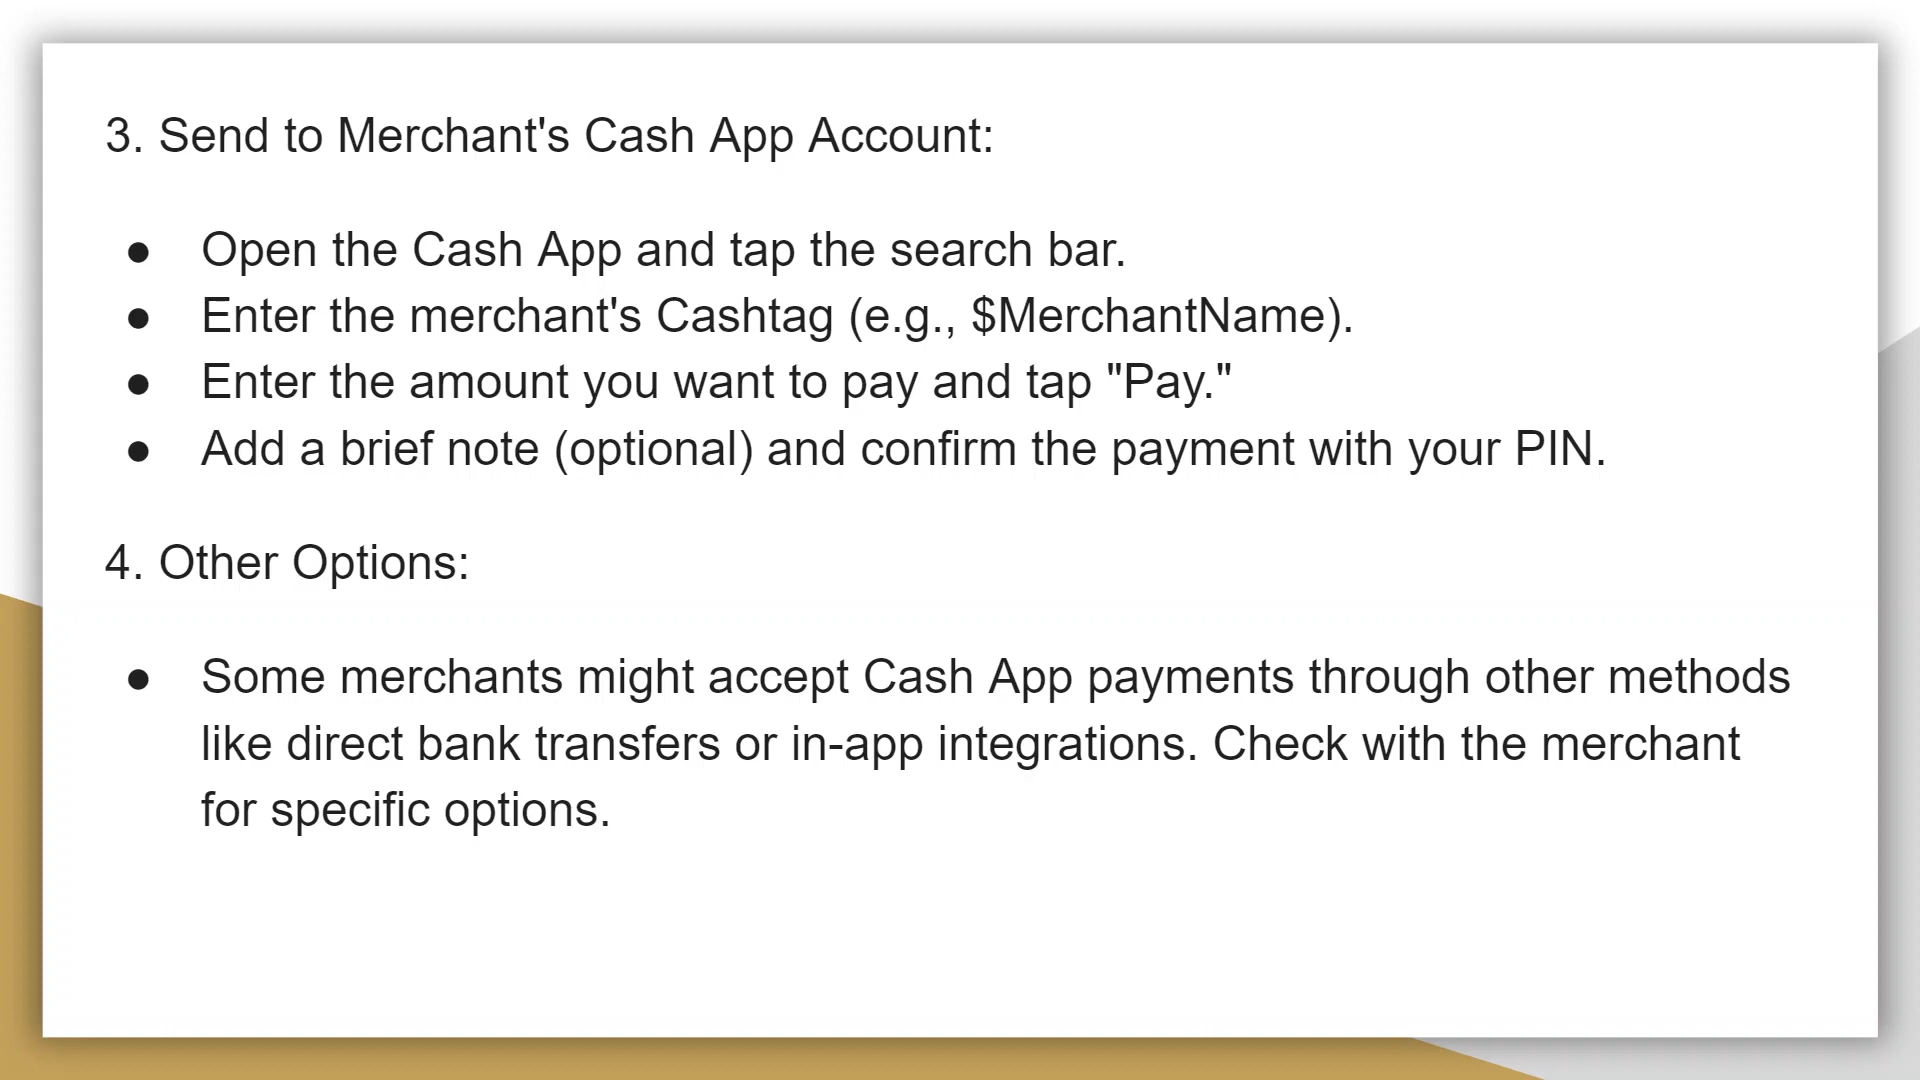 3. Send to Merchant's Cash App Account:
● Open the Cash App and tap the search bar.
● Enter the merchant's Cashtag (e.g., $MerchantName).
● Enter the amount you want to pay and tap "Pay."
● Add a brief note (optional) and confirm the payment with your PIN.
4. Other Options:
● Some merchants might accept Cash App payments through other methods
like direct bank transfers or in-app integrations. Check with the merchant
for specific options.